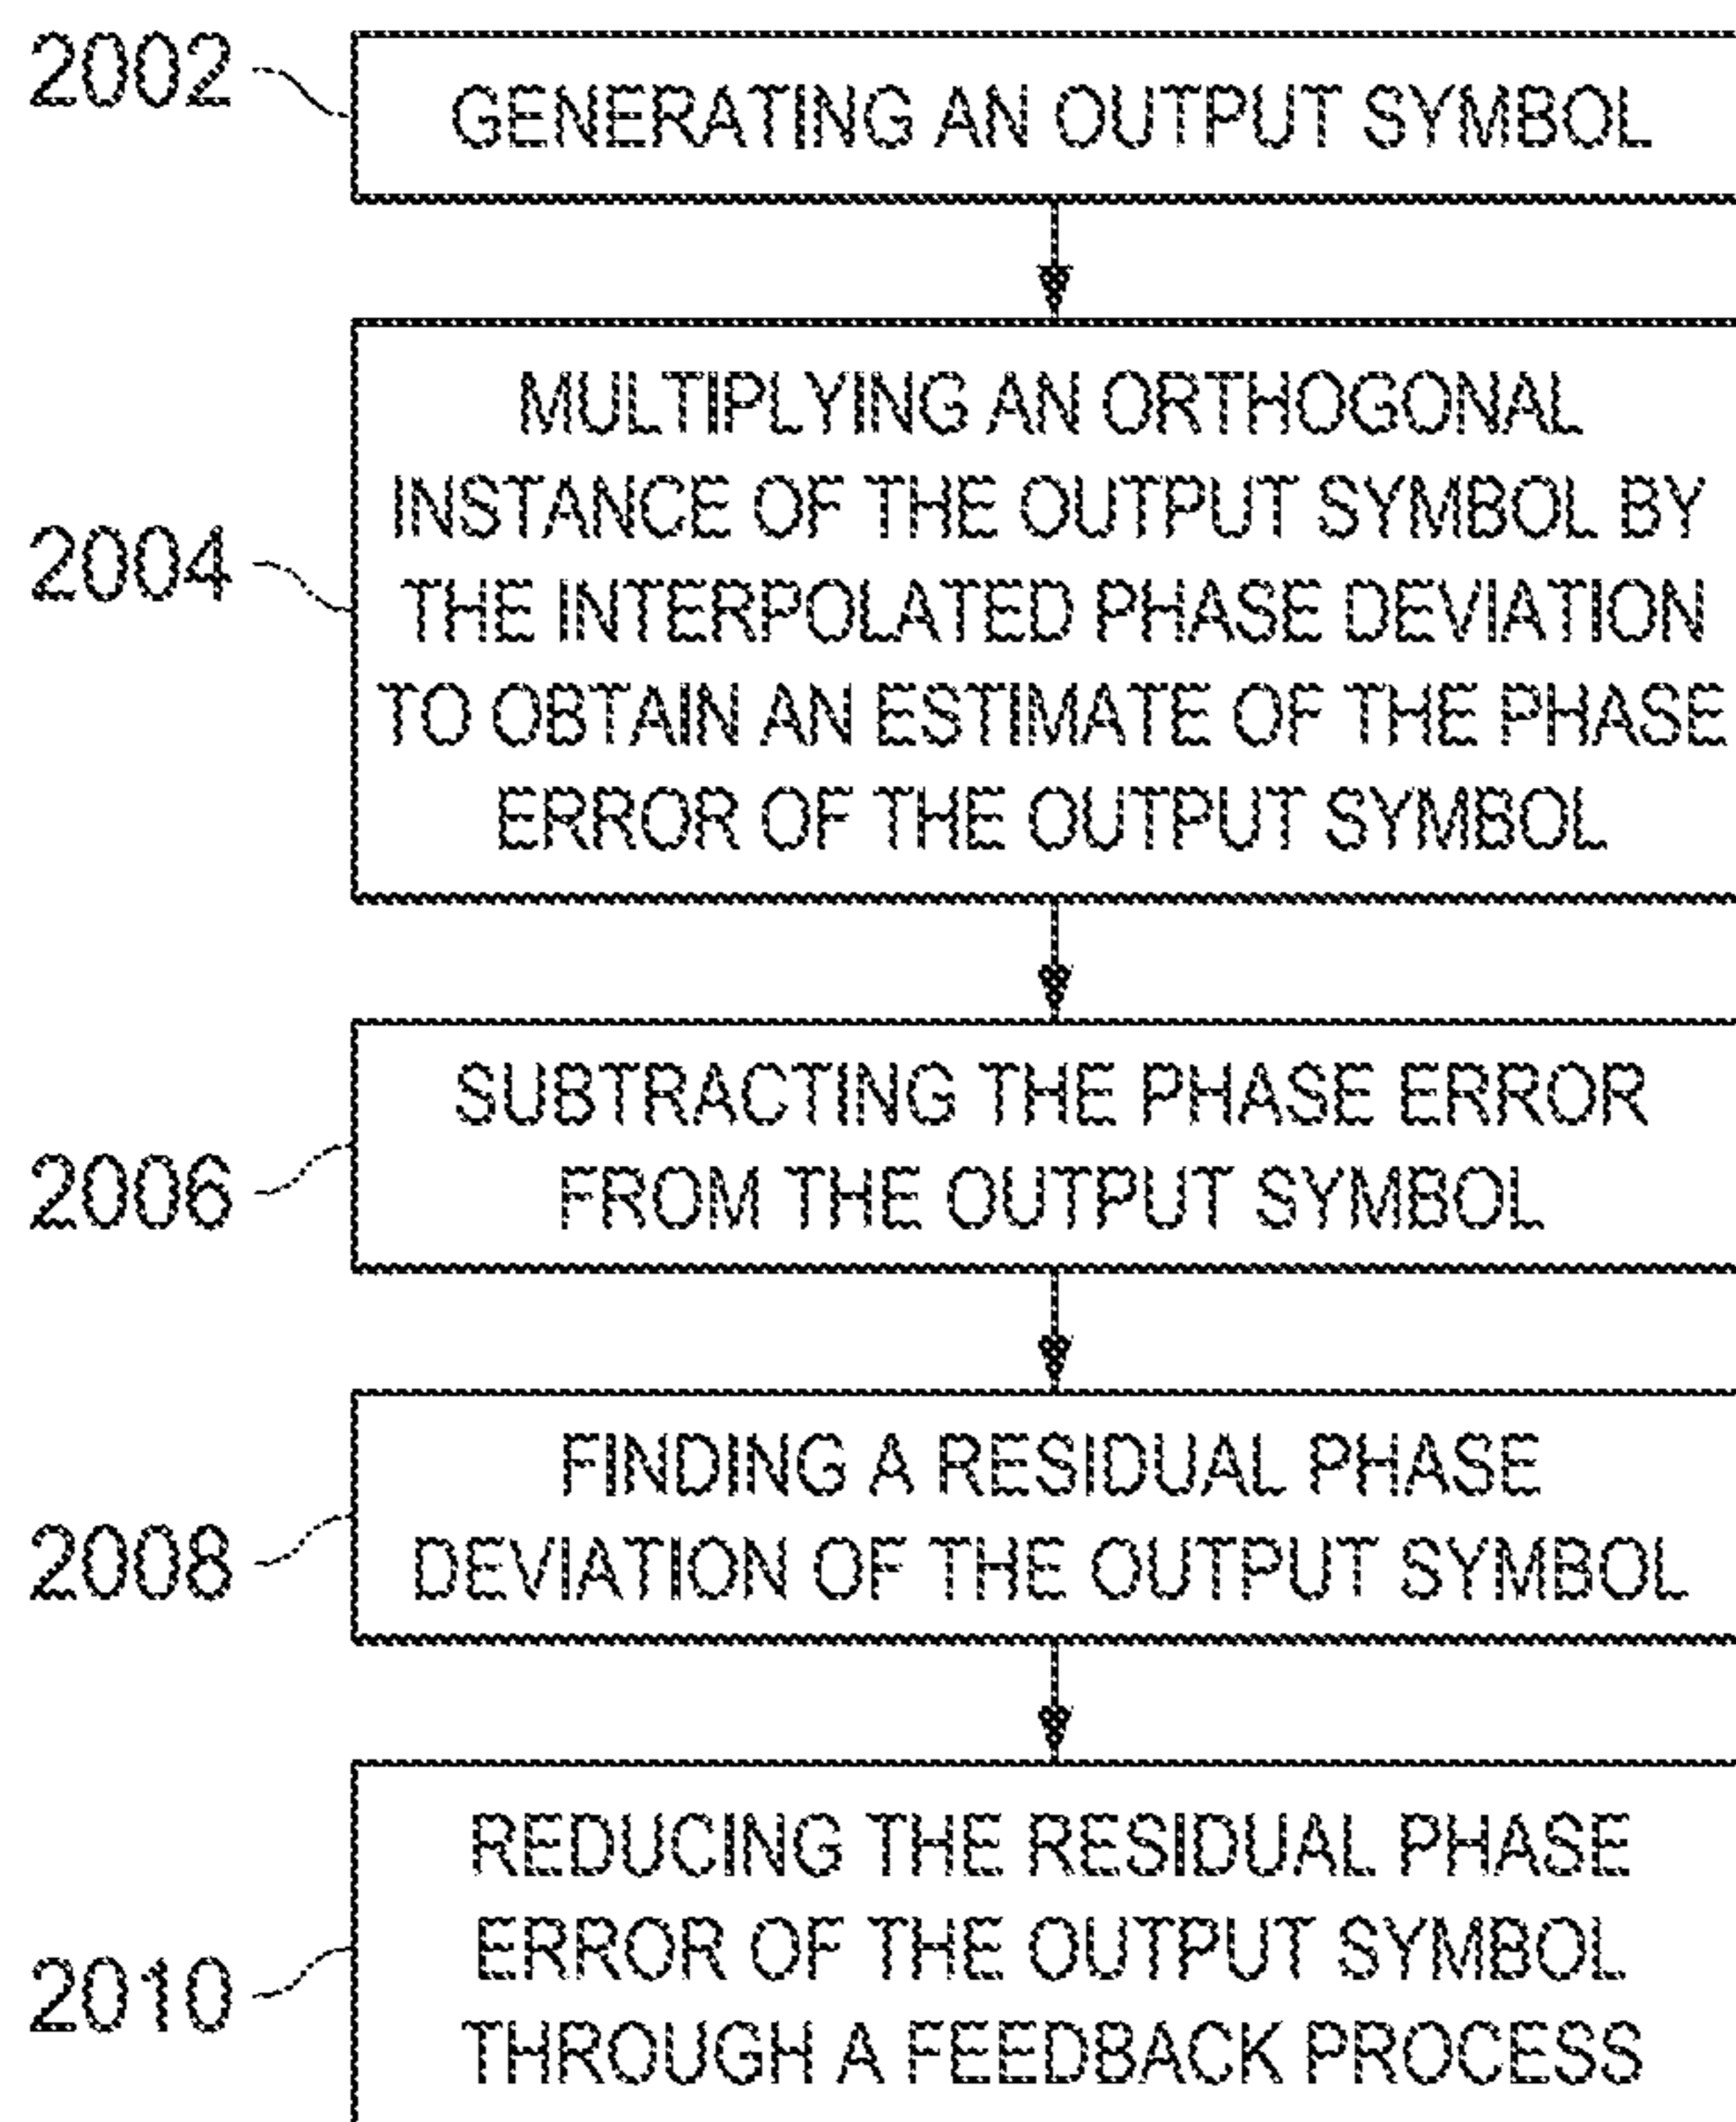 2002
GENERATING AN OUTPUT SYMBOL
MULTIPLYING AN ORTHOGONAL
INSTANCE OF THE OUTPUT SYMBOL BY
2004
THE INTERPOLATED PHASE DEVIATION
TO OBTAIN AN ESTIMATE OF THE PHASE
ERROR OF THE OUTPUT SYMBOL
SUBTRACTING THE PHASE ERROR
2006
FROM THE OUTPUT SYMBOL
FINDING A RESIDUAL PHASE
2008
DEVIATION OF THE OUTPUT SYMBOL
REDUCING THE RESIDUAL PHASE
ERROR OF THE OUTPUT SYMBOL
2010
THROUGH A FEEDBACK PROCESS